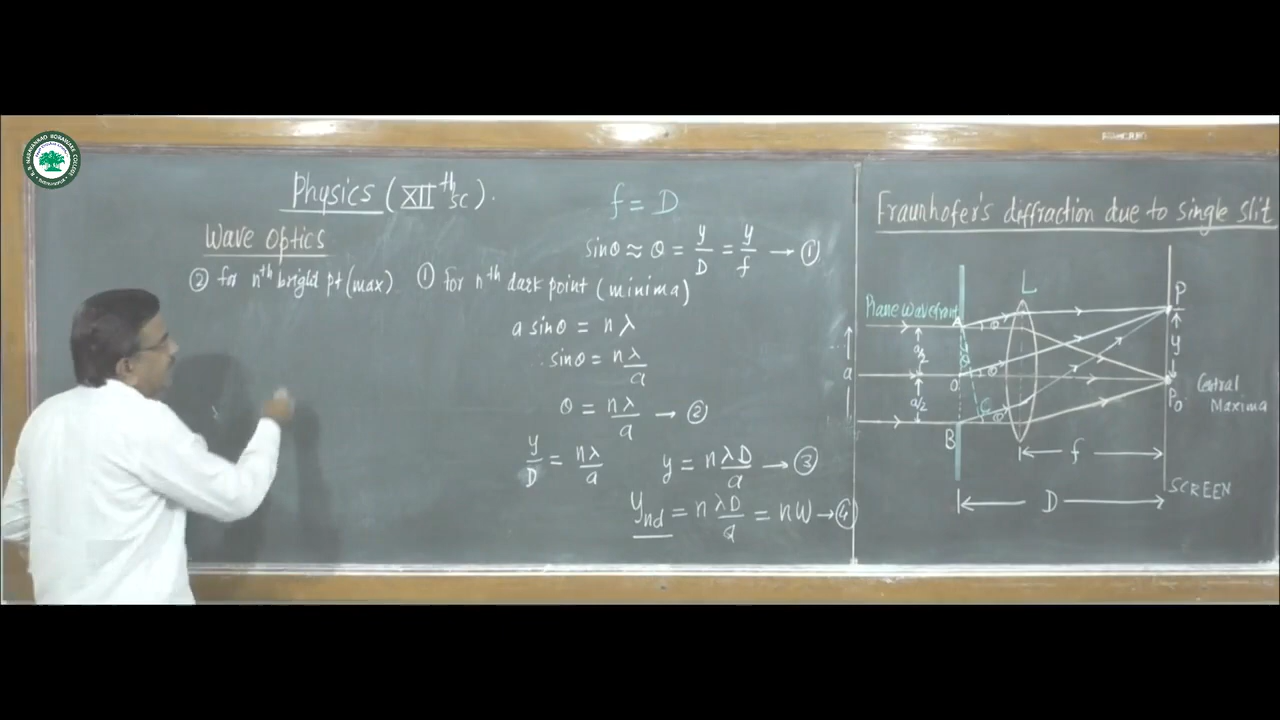 Physics (XII th sc).
Wave Optics
② for nth bright pt (max)
f = D
sinθ ≈ θ = y/D = y/f → ①
① for nth dark point (minima)
a sinθ = nλ
∴ sinθ = nλ/a
θ = nλ/a → ②
y/D = nλ/a   y = nλD/a → ③
ynd = nλD/a = nW → ④
Fraunhofer's diffraction due to single slit
L
Plane Wavefront
A
θ
P
a/2
y
a
O
θ
P₀
Central
Maxima
a/2
C
θ
B
f
SCREEN
D